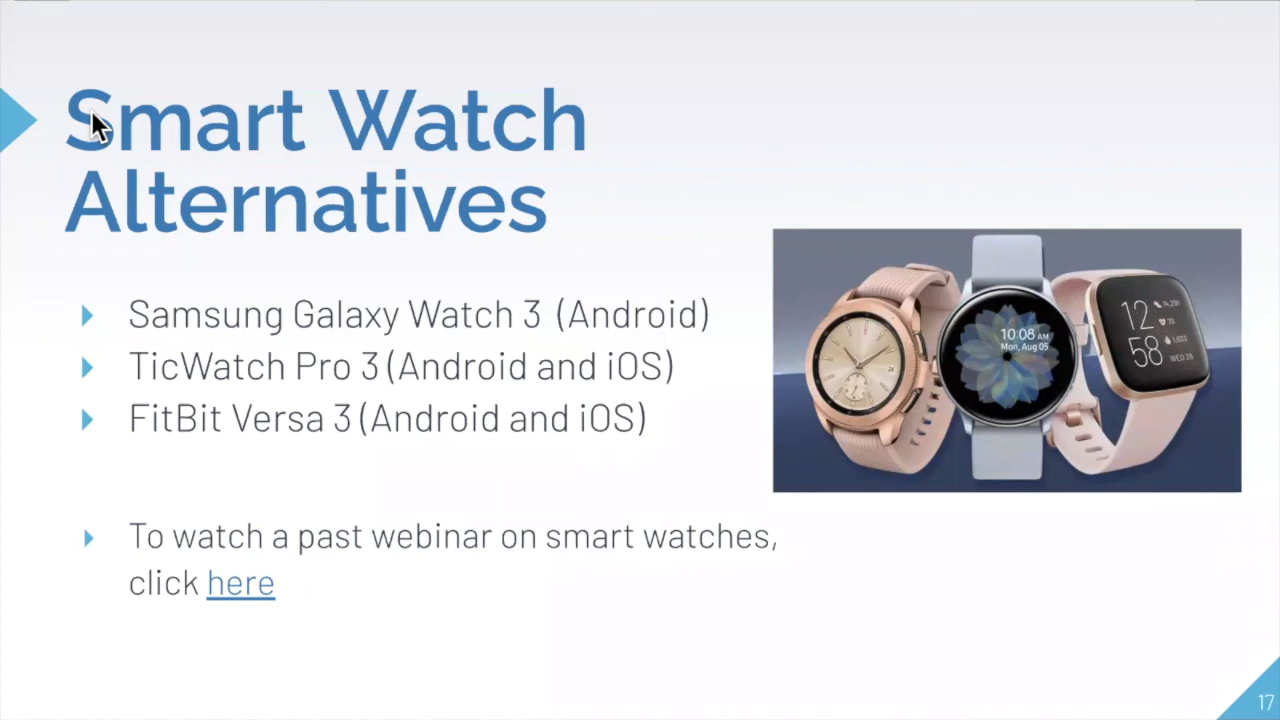 Smart Watch
Alternatives
Samsung Galaxy Watch 3 (Android)
TicWatch Pro 3 (Android and iOS)
FitBit Versa 3 (Android and iOS)
To watch a past webinar on smart watches,
click here
10:08 AM
Mon, Aug 05
12
58
WED 28
17